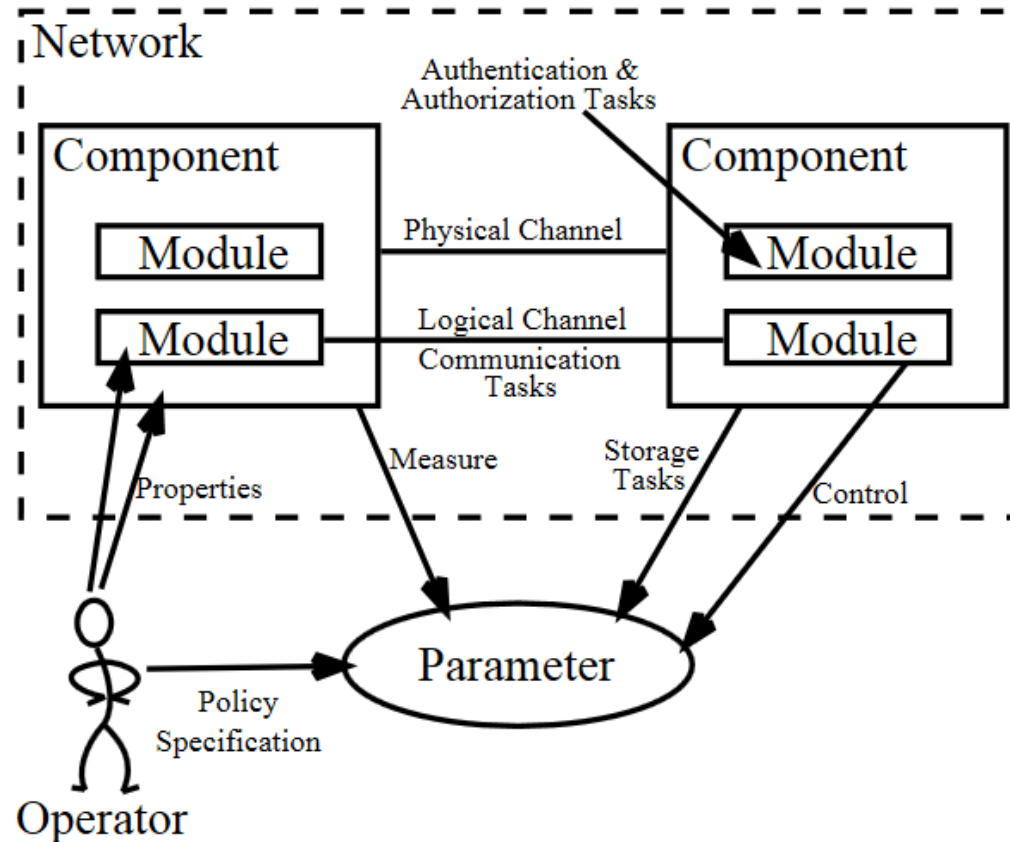 Network
Authentication &
Authorization Tasks
Component
Component
Module
Physical Channel
Module
Module
Logical Channel
Module
Communication
Tasks
Measure
Storage
Tasks
Properties
Control
Parameter
Policy
Specification
Operator